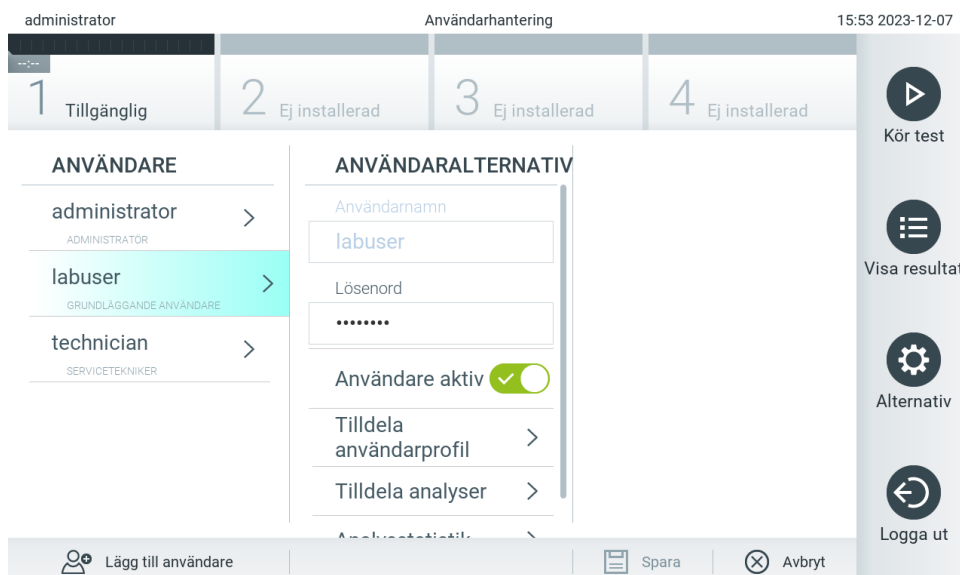 administrator
Användarhantering
15:53 2023-12-07
--:--
1 Tillgänglig
2 Ej installerad
3 Ej installerad
4 Ej installerad
Kör test
Visa resultat
Alternativ
Logga ut
ANVÄNDARE
administrator
ADMINISTRATÖR
labuser
GRUNDLÄGGANDE ANVÄNDARE
technician
SERVICETEKNIKER
ANVÄNDARALTERNATIV
Användarnamn
labuser
Lösenord
••••••••
Användare aktiv
Tilldela
användarprofil
Tilldela analyser
Analysstatistik
Lägg till användare
Spara
Avbryt